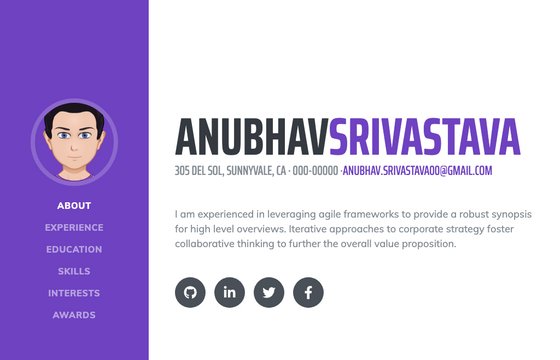 ABOUT
EXPERIENCE
EDUCATION
SKILLS
INTERESTS
AWARDS
ANUBHAVSRIVASTAVA
305 DEL SOL, SUNNYVALE, CA · 000-00000 ·ANUBHAV.SRIVASTAVA00@GMAIL.COM
I am experienced in leveraging agile frameworks to provide a robust synopsis
for high level overviews. Iterative approaches to corporate strategy foster
collaborative thinking to further the overall value proposition.